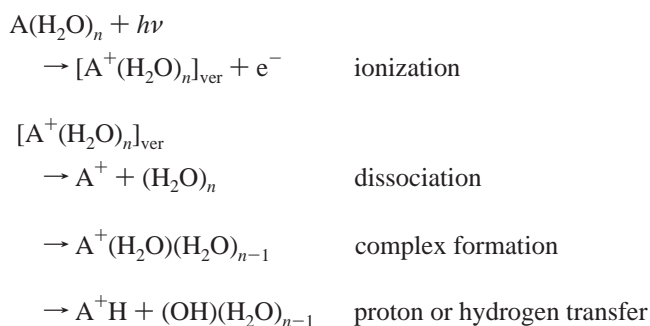 A(H₂O)ₙ + hν
→ [A⁺(H₂O)ₙ]ᵥₑᵣ + e⁻ ionization
[A⁺(H₂O)ₙ]ᵥₑᵣ
→ A⁺ + (H₂O)ₙ dissociation
→ A⁺(H₂O)(H₂O)ₙ₋₁ complex formation
→ A⁺H + (OH)(H₂O)ₙ₋₁ proton or hydrogen transfer